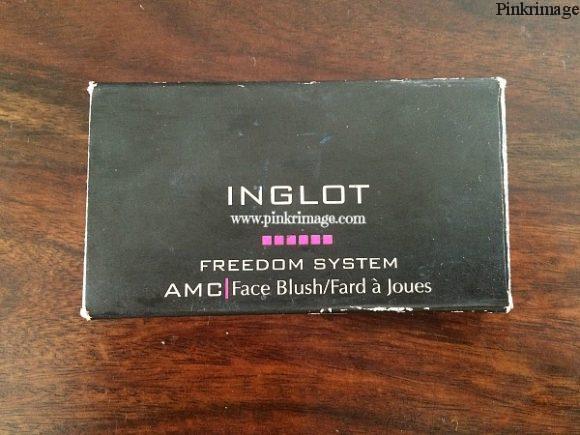 Pinkrimage
INGLOT
www.pinkrimage.com
FREEDOM SYSTEM
AMC|Face Blush/Fard à Joues